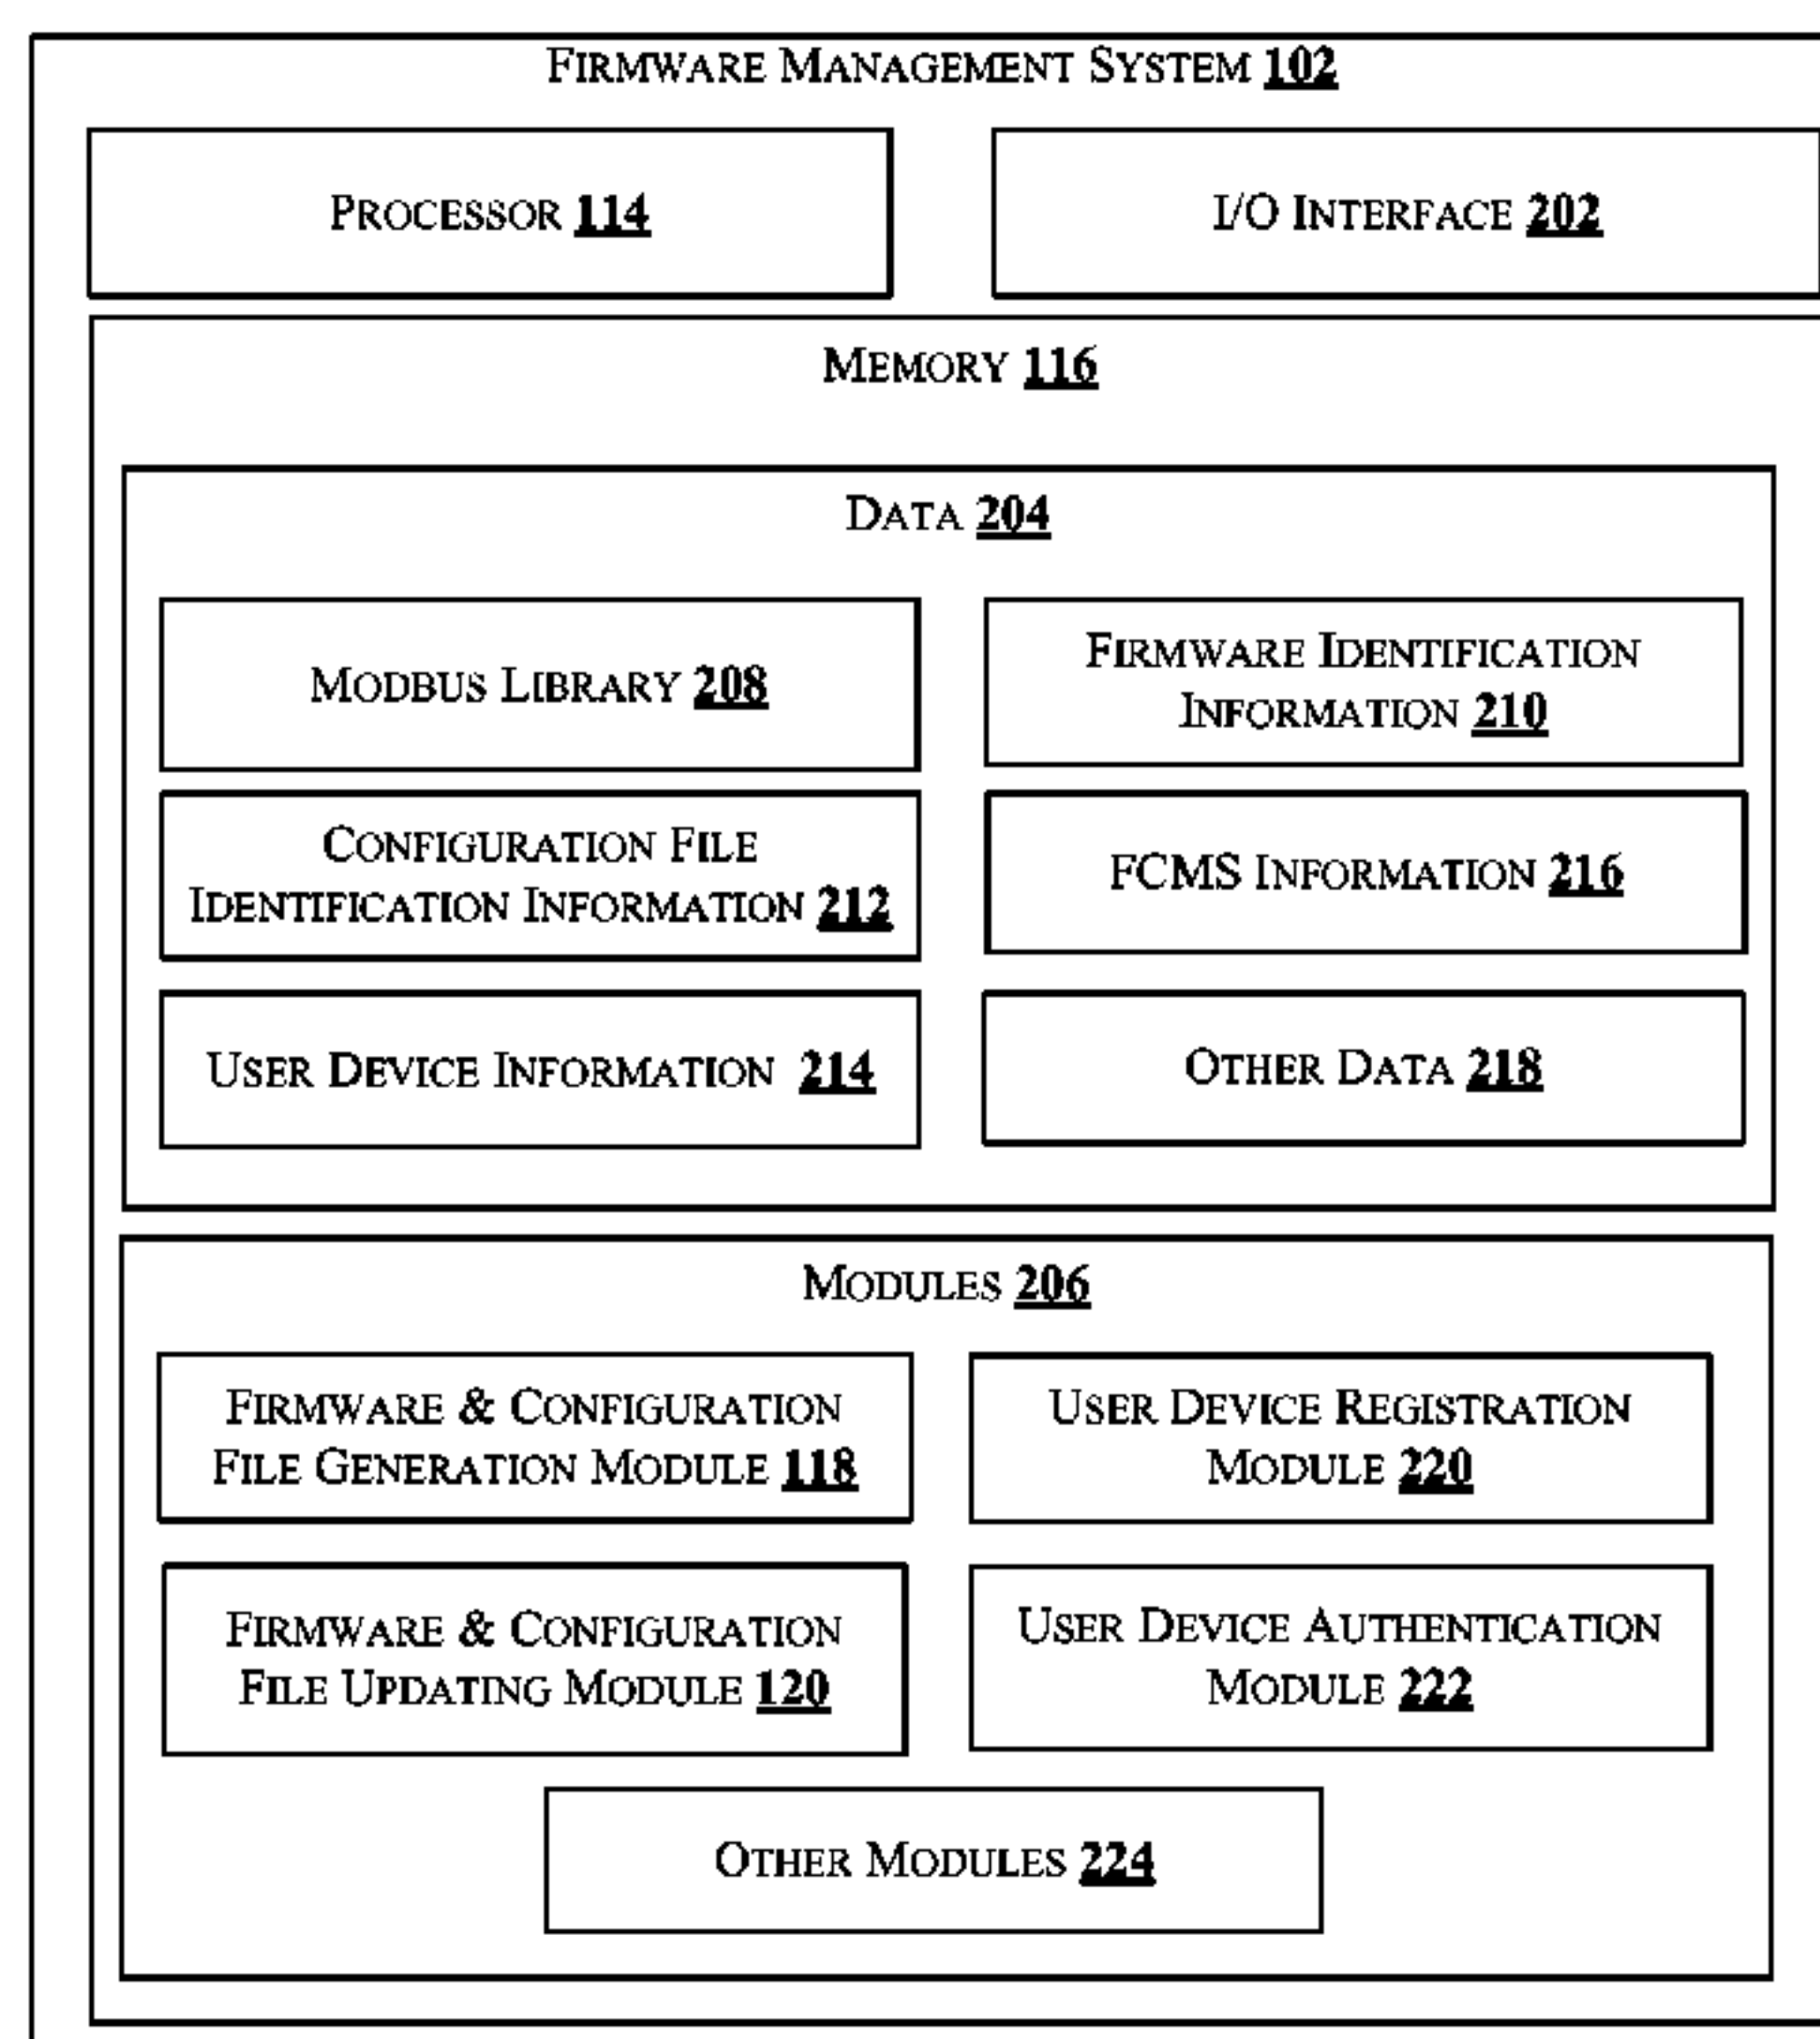 FIRMWARE MANAGEMENT SYSTEM 102
PROCESSOR 114
I/O INTERFACE 202
MEMORY 116
DATA 204
MODBUS LIBRARY 208
FIRMWARE IDENTIFICATION
INFORMATION 210
CONFIGURATION FILE
IDENTIFICATION INFORMATION 212
FCMS INFORMATION 216
USER DEVICE INFORMATION 214
OTHER DATA 218
MODULES 206
FIRMWARE & CONFIGURATION
FILE GENERATION MODULE 118
USER DEVICE REGISTRATION
MODULE 220
FIRMWARE & CONFIGURATION
FILE UPDATING MODULE 120
USER DEVICE AUTHENTICATION
MODULE 222
OTHER MODULES 224